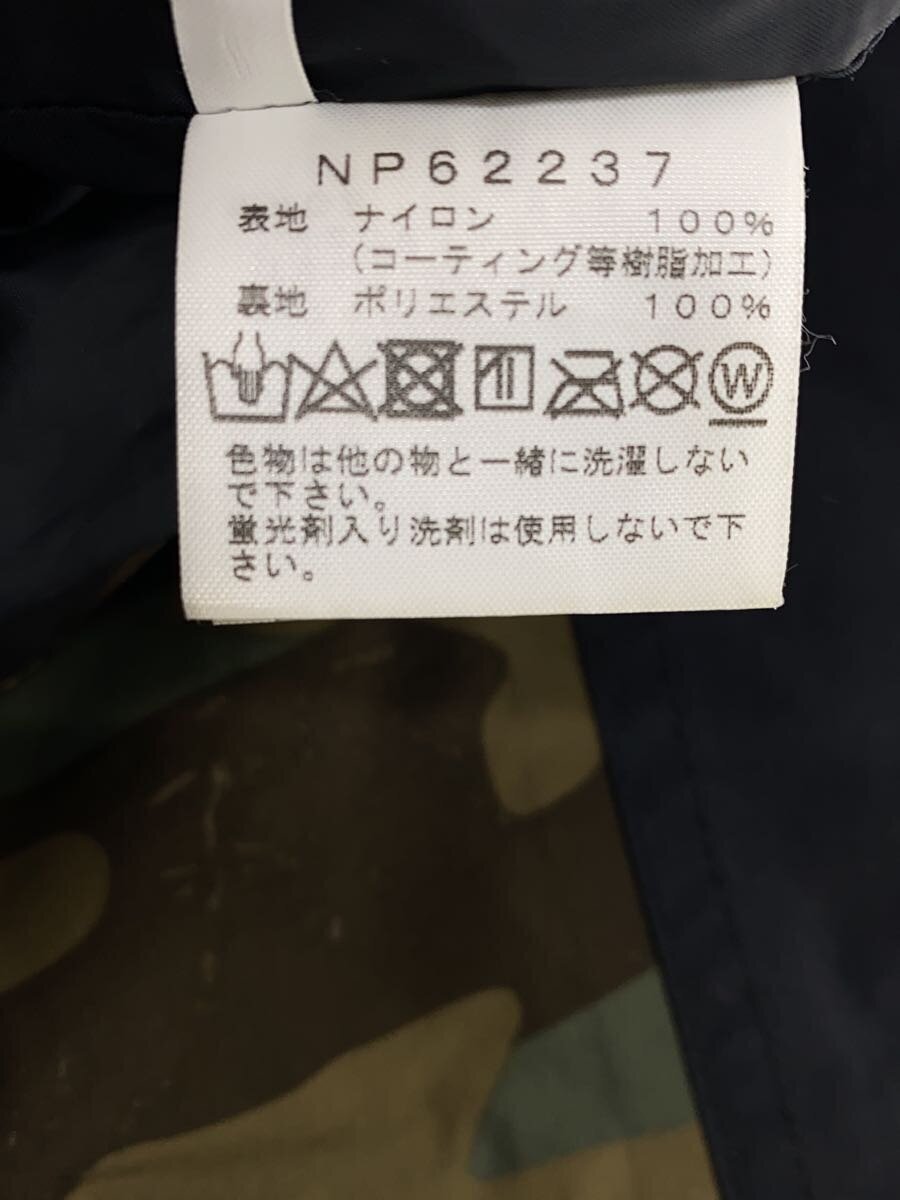 NP62237
表地 ナイロン 100%
(コーティング等樹脂加工)
裏地 ポリエステル 100%
W
色物は他の物と一緒に洗濯しない
で下さい。
蛍光剤入り洗剤は使用しないで下
さい。